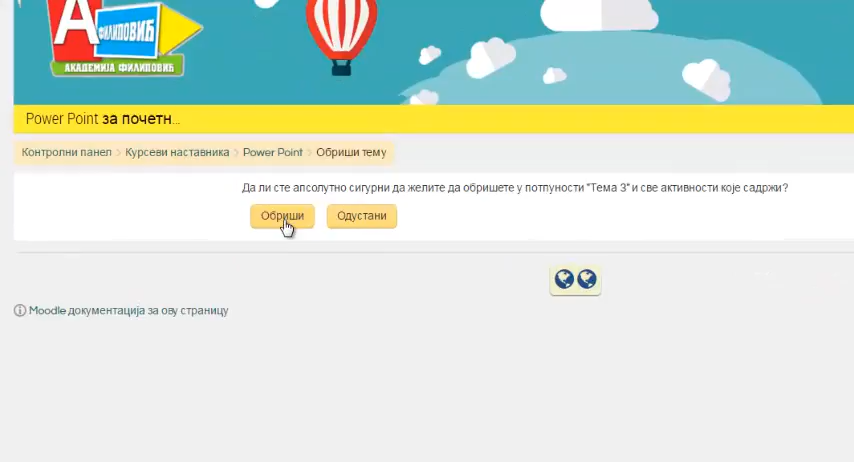 А
ФИЛИПОВИЋ
АКАДЕМИЈА ФИЛИПОВИЋ
Power Point за почетн...
Контролни панел > Курсеви наставника > Power Point > Обриши тему
Да ли сте апсолутно сигурни да желите да обришете у потпуности "Тема 3" и све активности које садржи?
Обриши Одустани
Moodle документација за ову страницу